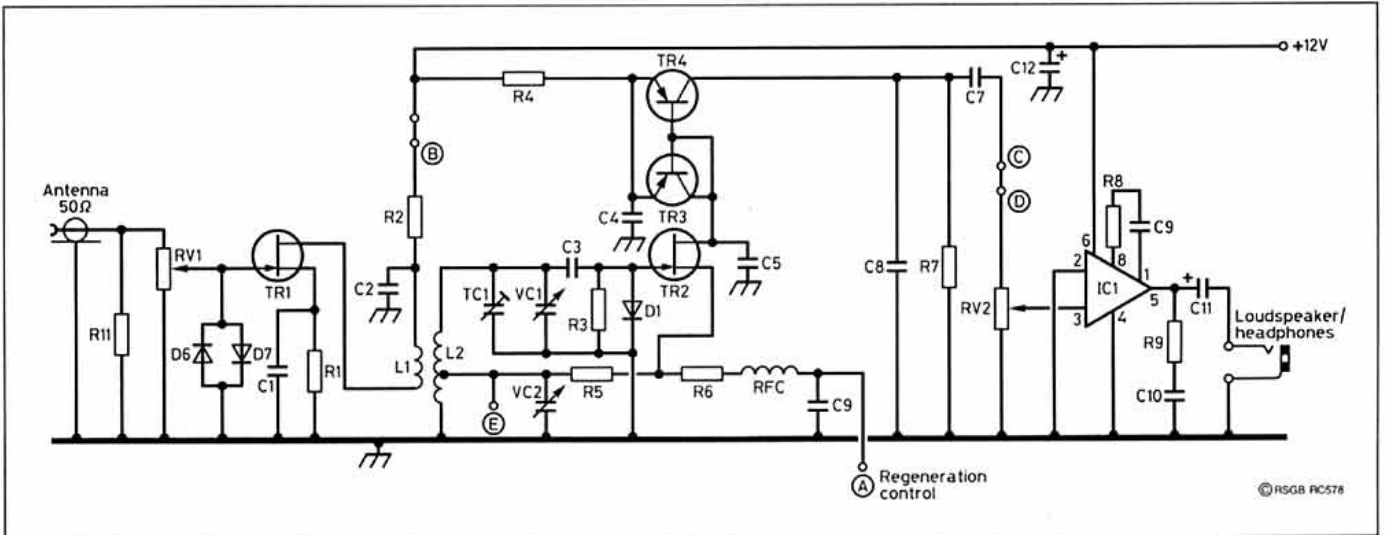 +12V
TR4
C12 +
R4
C7
B
C
D
Antenna
50Ω
R2
TR3
R8
C4
C9
RV1
C3
TR2
6
TR1
C2
C5
2
8
1
C8
R7
IC1
5
+
TC1
VC1
R3
D1
RV2
3
4
C11
Loudspeaker/
headphones
R11
D6
D7
L1
L2
R9
C1
R1
VC2
R5
R6
RFC
C9
C10
E
A
Regeneration
control
© RSGB RC578